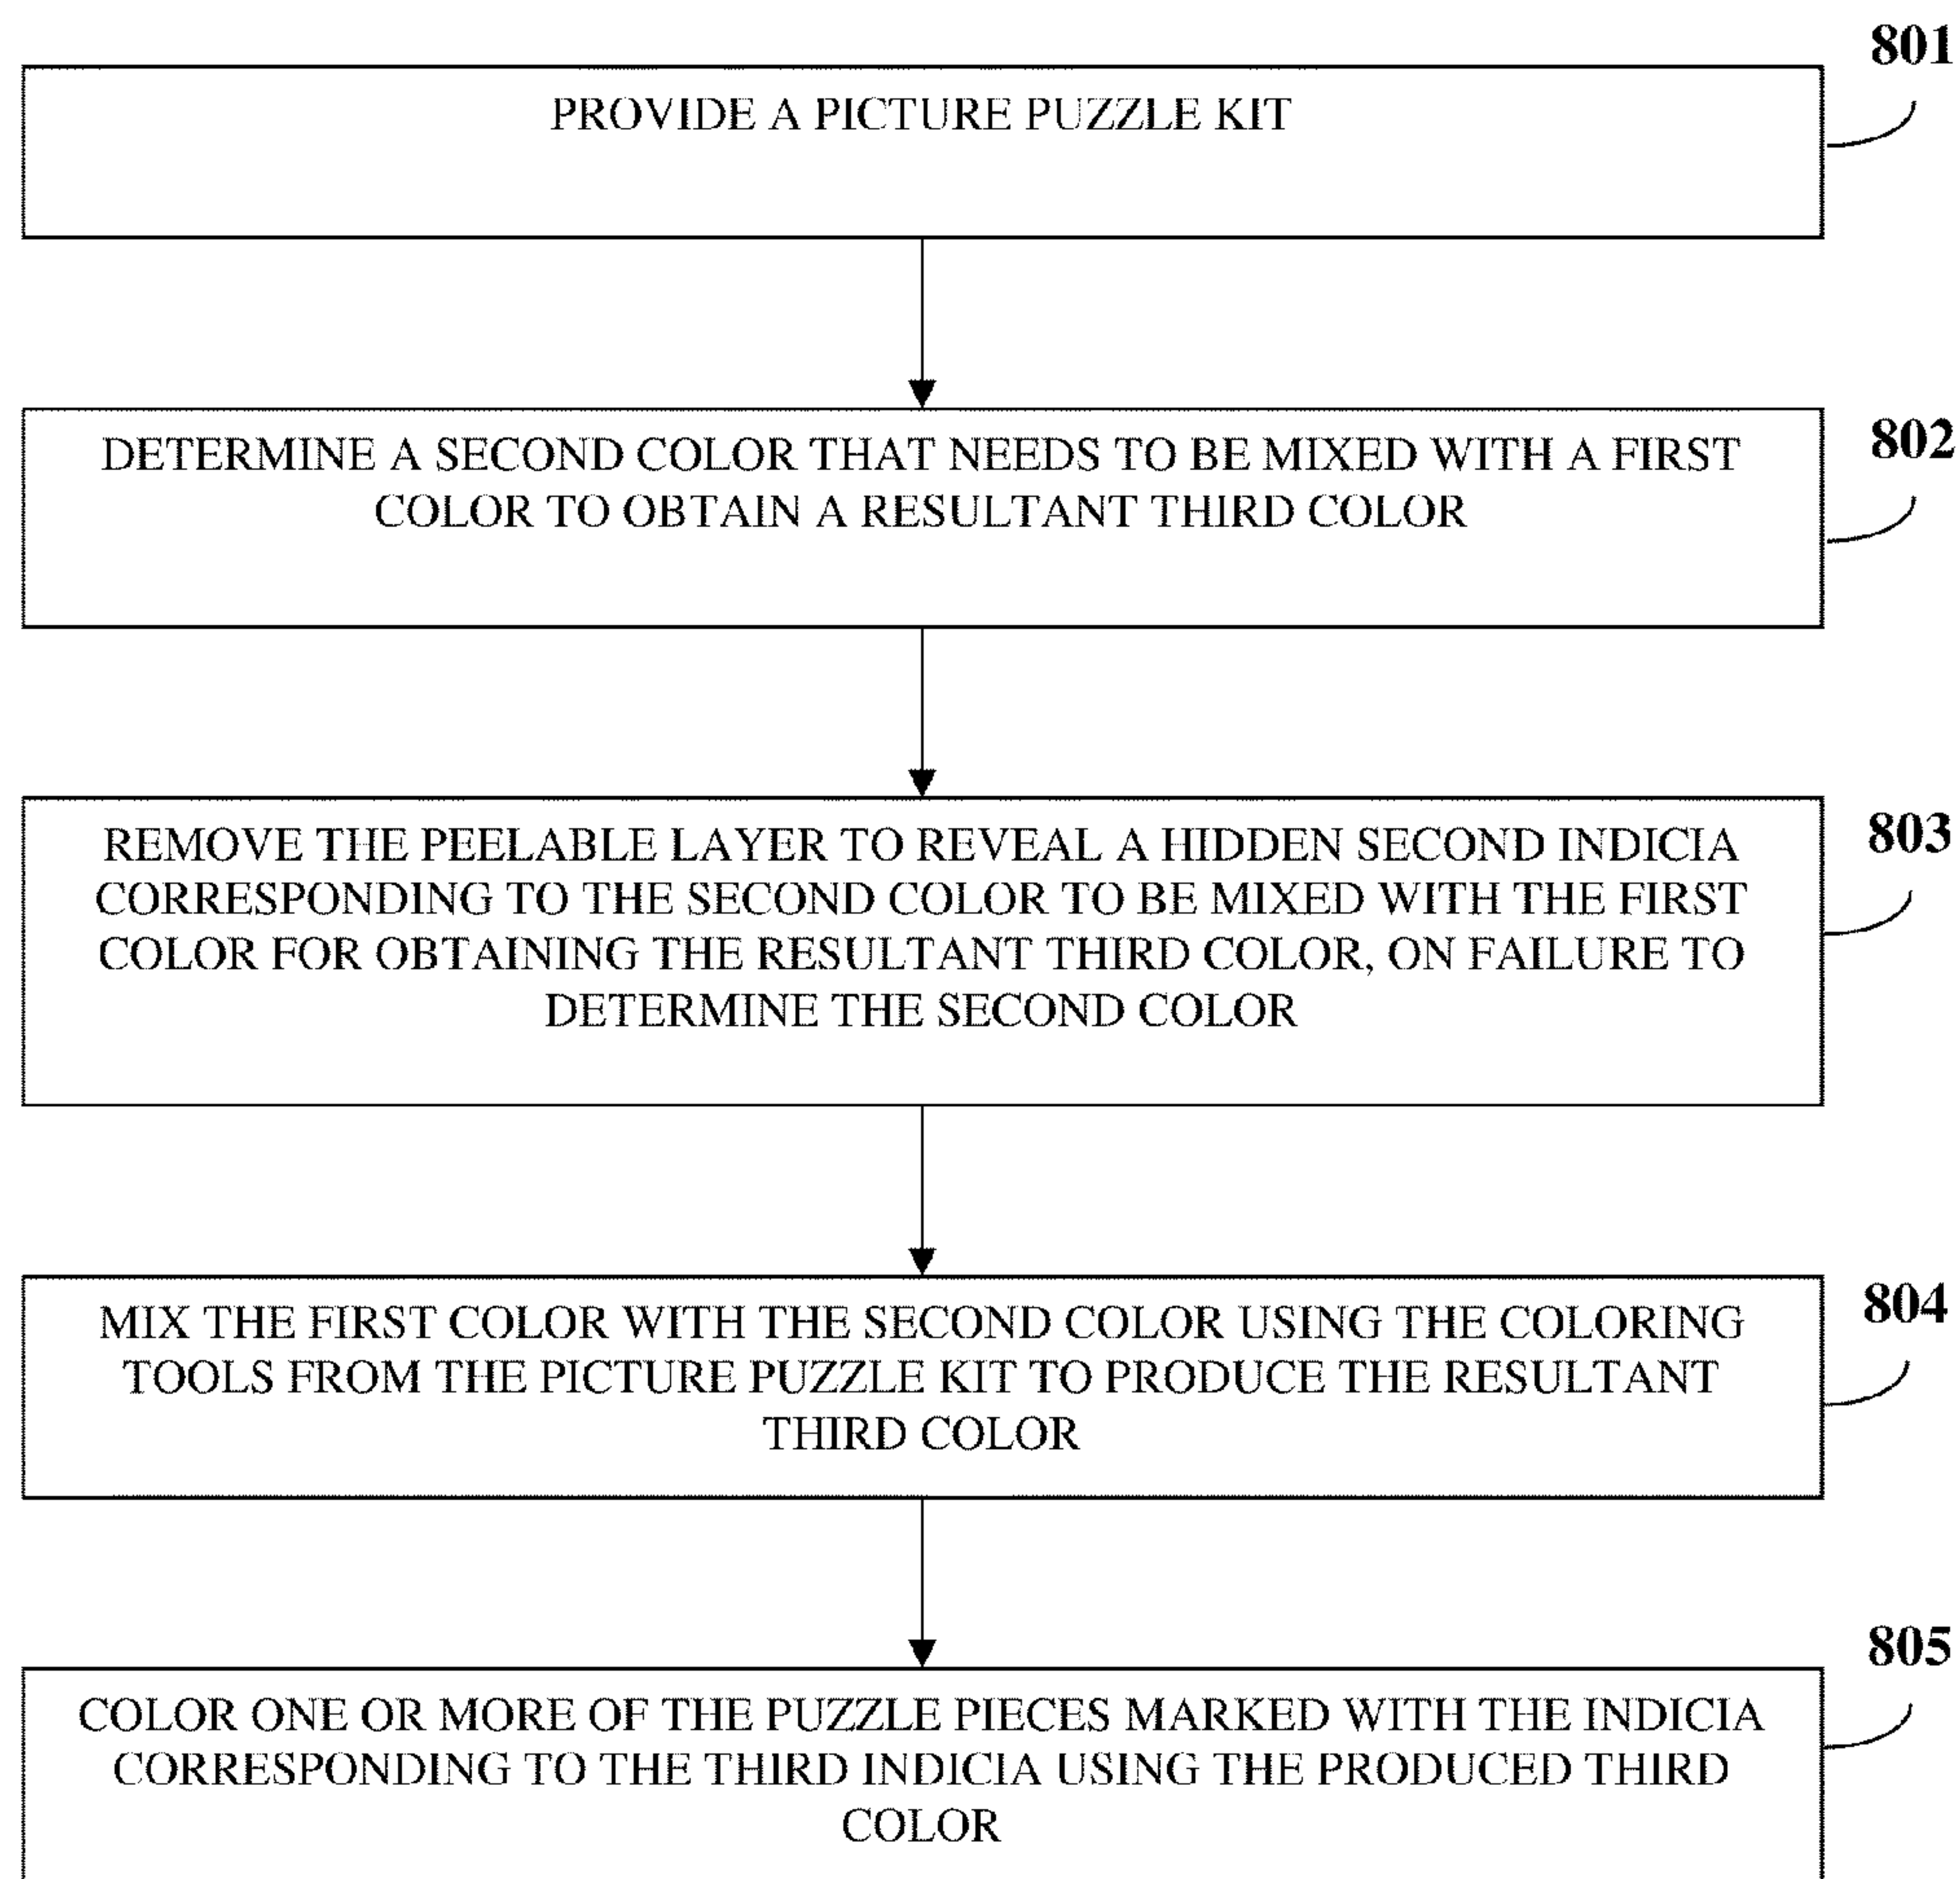 801
PROVIDE A PICTURE PUZZLE KIT
802
DETERMINE A SECOND COLOR THAT NEEDS TO BE MIXED WITH A FIRST
COLOR TO OBTAIN A RESULTANT THIRD COLOR
803
REMOVE THE PEELABLE LAYER TO REVEAL A HIDDEN SECOND INDICIA
CORRESPONDING TO THE SECOND COLOR TO BE MIXED WITH THE FIRST
COLOR FOR OBTAINING THE RESULTANT THIRD COLOR, ON FAILURE TO
DETERMINE THE SECOND COLOR
804
MIX THE FIRST COLOR WITH THE SECOND COLOR USING THE COLORING
TOOLS FROM THE PICTURE PUZZLE KIT TO PRODUCE THE RESULTANT
THIRD COLOR
805
COLOR ONE OR MORE OF THE PUZZLE PIECES MARKED WITH THE INDICIA
CORRESPONDING TO THE THIRD INDICIA USING THE PRODUCED THIRD
COLOR